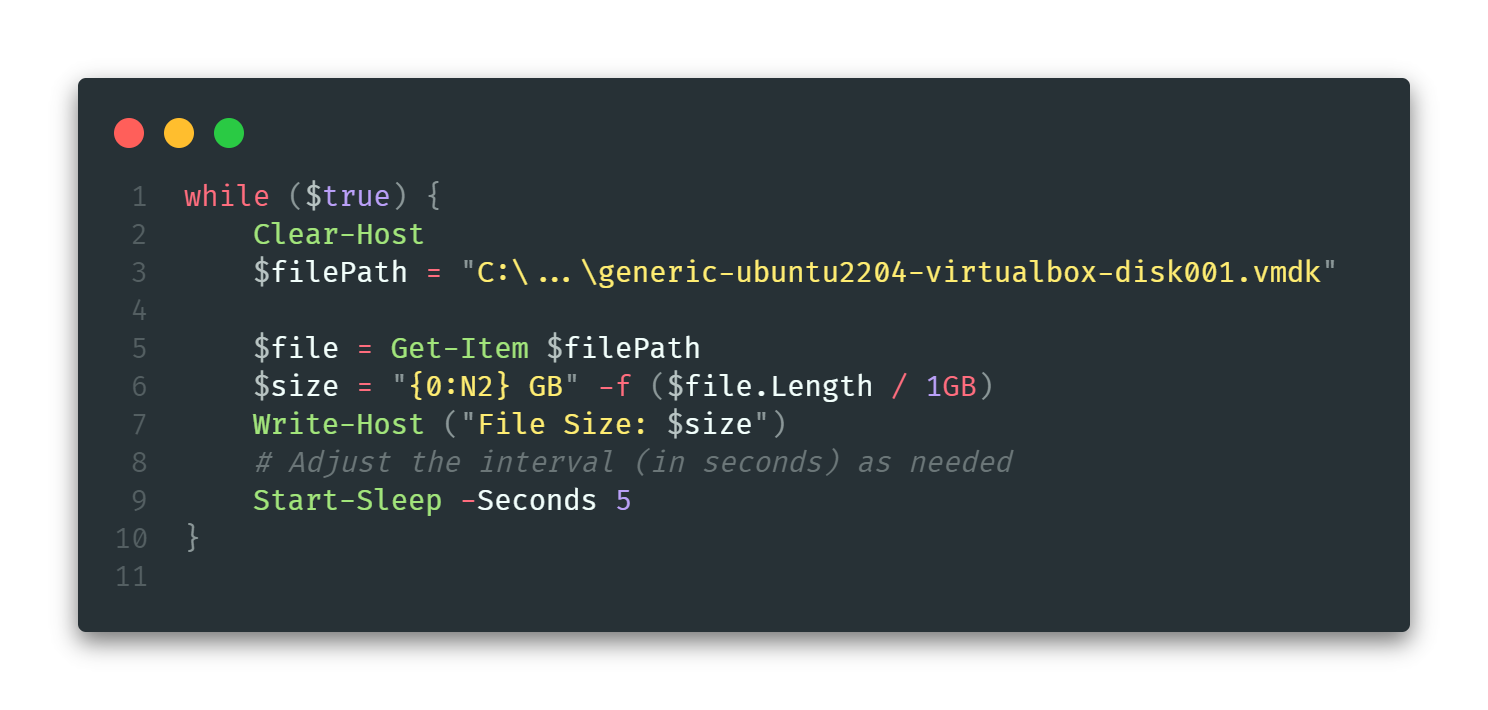 1 while ($true) {
2     Clear-Host
3     $filePath = "C:\...\generic-ubuntu2204-virtualbox-disk001.vmdk"
4
5     $file = Get-Item $filePath
6     $size = "{0:N2} GB" -f ($file.Length / 1GB)
7     Write-Host ("File Size: $size")
8     # Adjust the interval (in seconds) as needed
9     Start-Sleep -Seconds 5
10 }
11